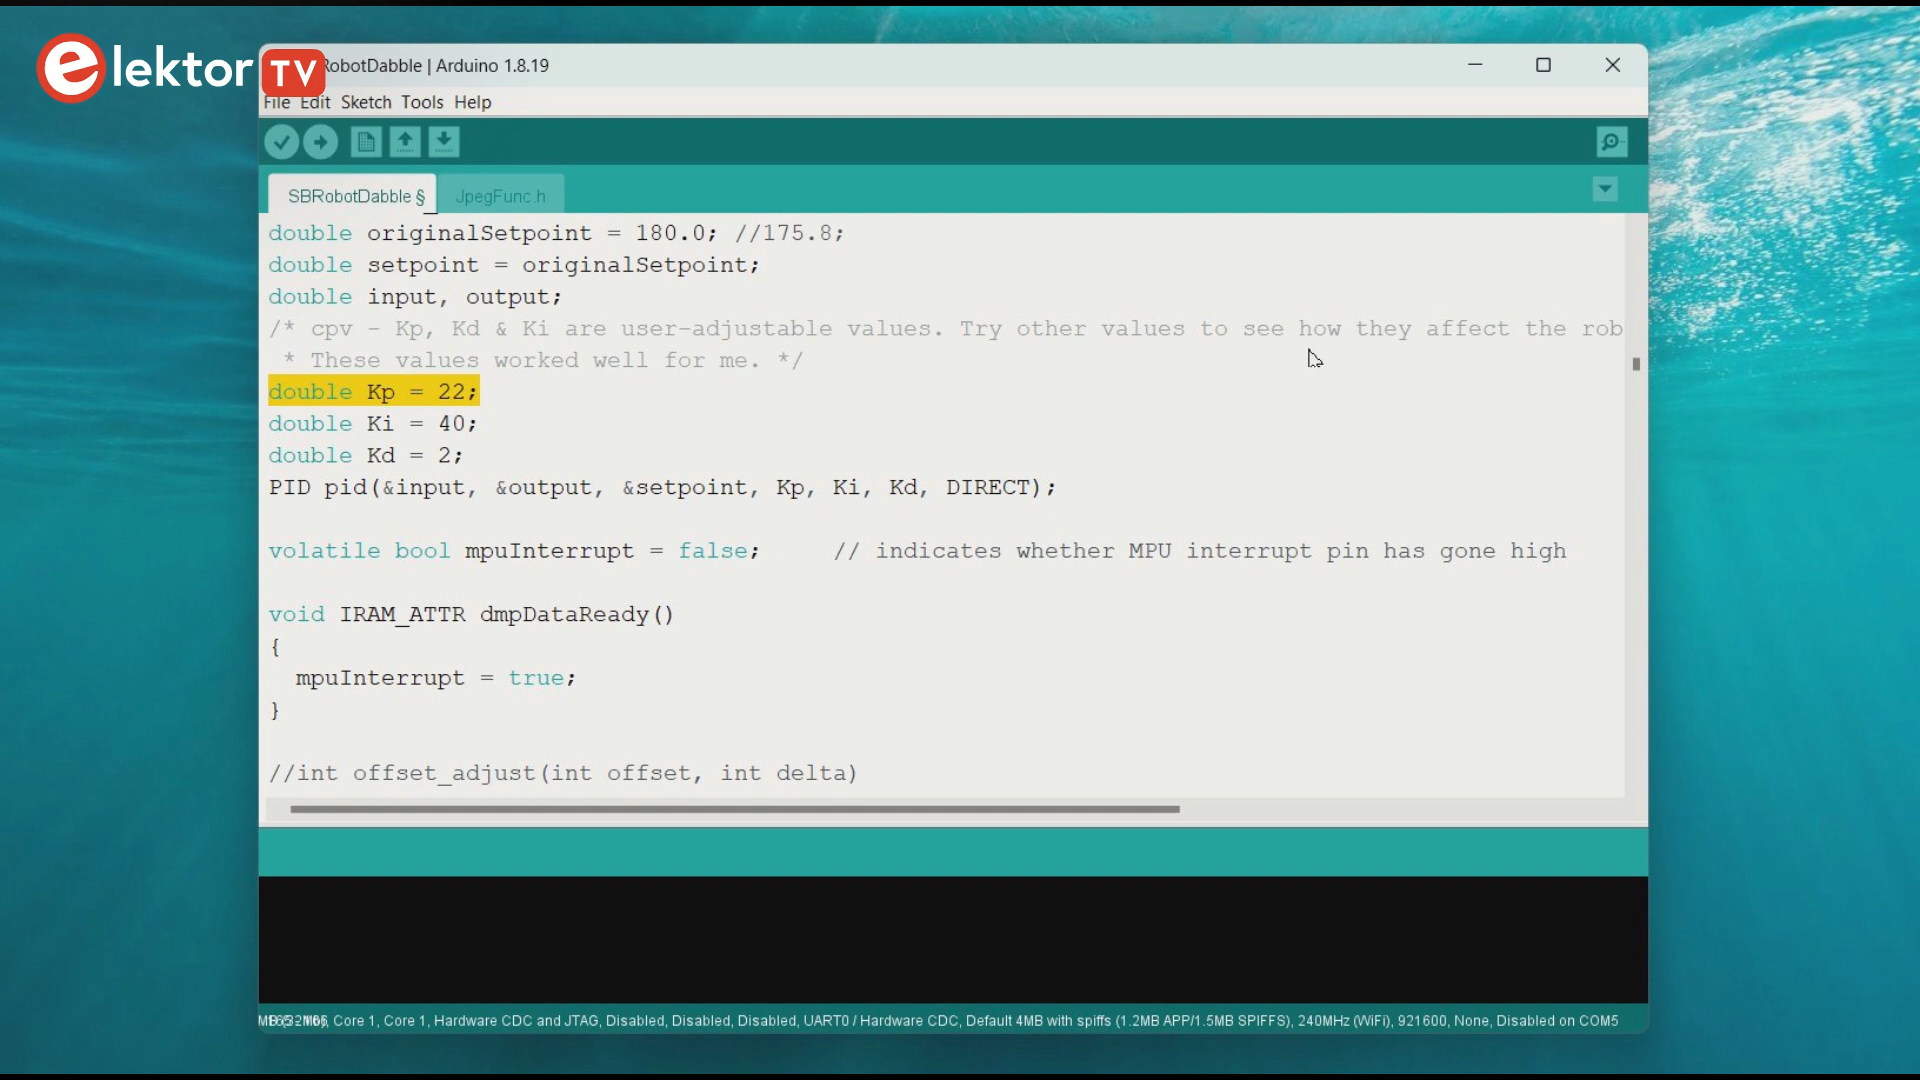 elektor TV
RobotDabble | Arduino 1.8.19
File Edit Sketch Tools Help
SBRobotDabble § JpegFunc.h
double originalSetpoint = 180.0; //175.8;
double setpoint = originalSetpoint;
double input, output;
/* cpv - Kp, Kd & Ki are user-adjustable values. Try other values to see how they affect the rob
* These values worked well for me. */
double Kp = 22;
double Ki = 40;
double Kd = 2;
PID pid(&input, &output, &setpoint, Kp, Ki, Kd, DIRECT);
volatile bool mpuInterrupt = false; // indicates whether MPU interrupt pin has gone high
void IRAM_ATTR dmpDataReady()
{
mpuInterrupt = true;
}
//int offset_adjust(int offset, int delta)
Core 1, Core 1, Hardware CDC and JTAG, Disabled, Disabled, Disabled, UART0 / Hardware CDC, Default 4MB with spiffs (1.2MB APP/1.5MB SPIFFS), 240MHz (WiFi), 921600, None, Disabled on COM5